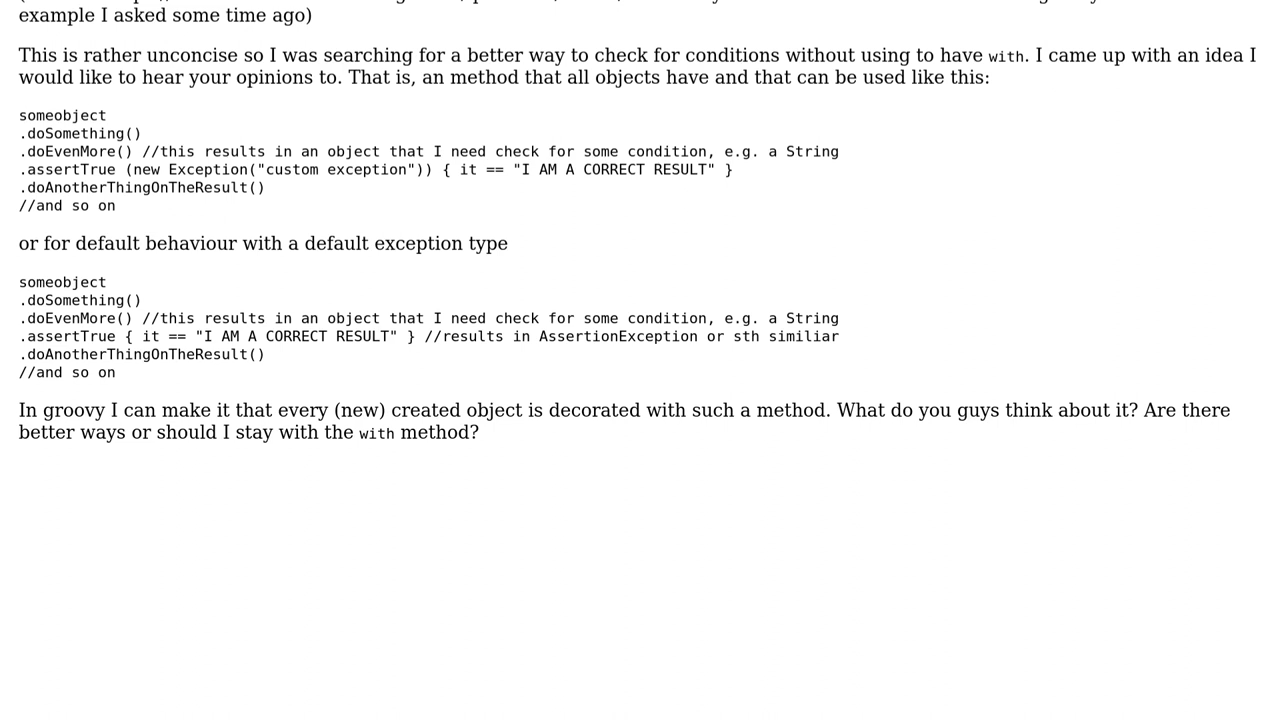 example I asked some time ago)
This is rather unconcise so I was searching for a better way to check for conditions without using to have with. I came up with an idea I
would like to hear your opinions to. That is, an method that all objects have and that can be used like this:
someobject
.doSomething()
.doEvenMore() //this results in an object that I need check for some condition, e.g. a String
.assertTrue (new Exception("custom exception")) { it == "I AM A CORRECT RESULT" }
.doAnotherThingOnTheResult()
//and so on
or for default behaviour with a default exception type
someobject
.doSomething()
.doEvenMore() //this results in an object that I need check for some condition, e.g. a String
.assertTrue { it == "I AM A CORRECT RESULT" } //results in AssertionException or sth similiar
.doAnotherThingOnTheResult()
//and so on
In groovy I can make it that every (new) created object is decorated with such a method. What do you guys think about it? Are there
better ways or should I stay with the with method?